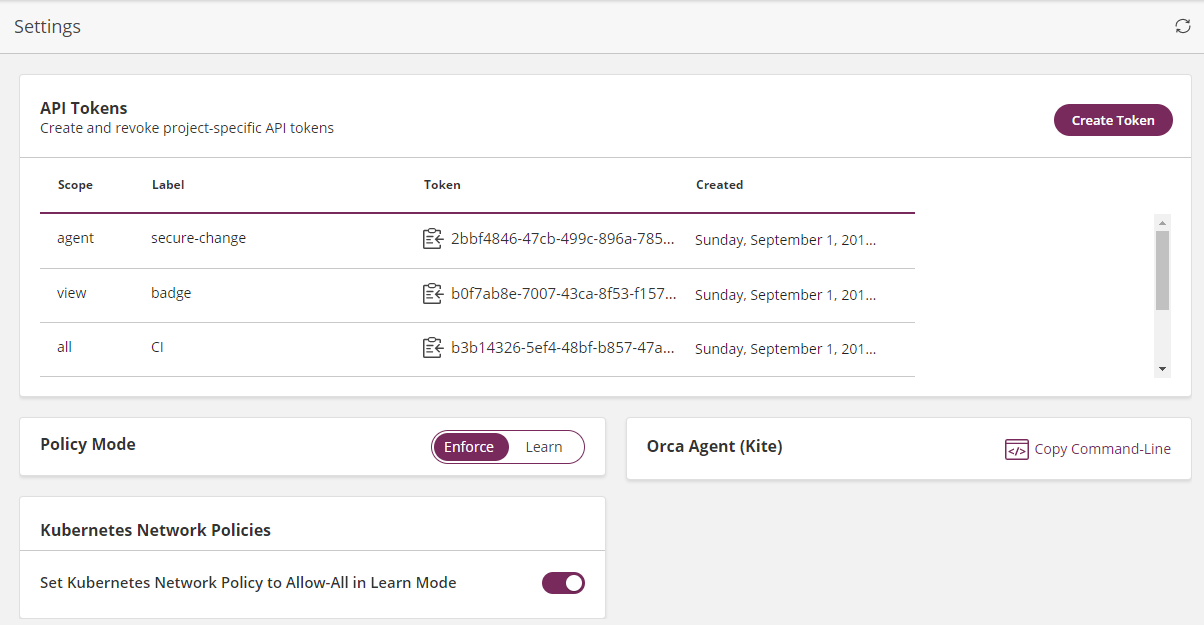 Settings
API Tokens
Create and revoke project-specific API tokens
Create Token
Scope Label Token Created
agent secure-change 2bbf4846-47cb-499c-896a-785... Sunday, September 1, 201...
view badge b0f7ab8e-7007-43ca-8f53-f157... Sunday, September 1, 201...
all CI b3b14326-5ef4-48bf-b857-47a... Sunday, September 1, 201...
Policy Mode Enforce Learn
Orca Agent (Kite) </> Copy Command-Line
Kubernetes Network Policies
Set Kubernetes Network Policy to Allow-All in Learn Mode